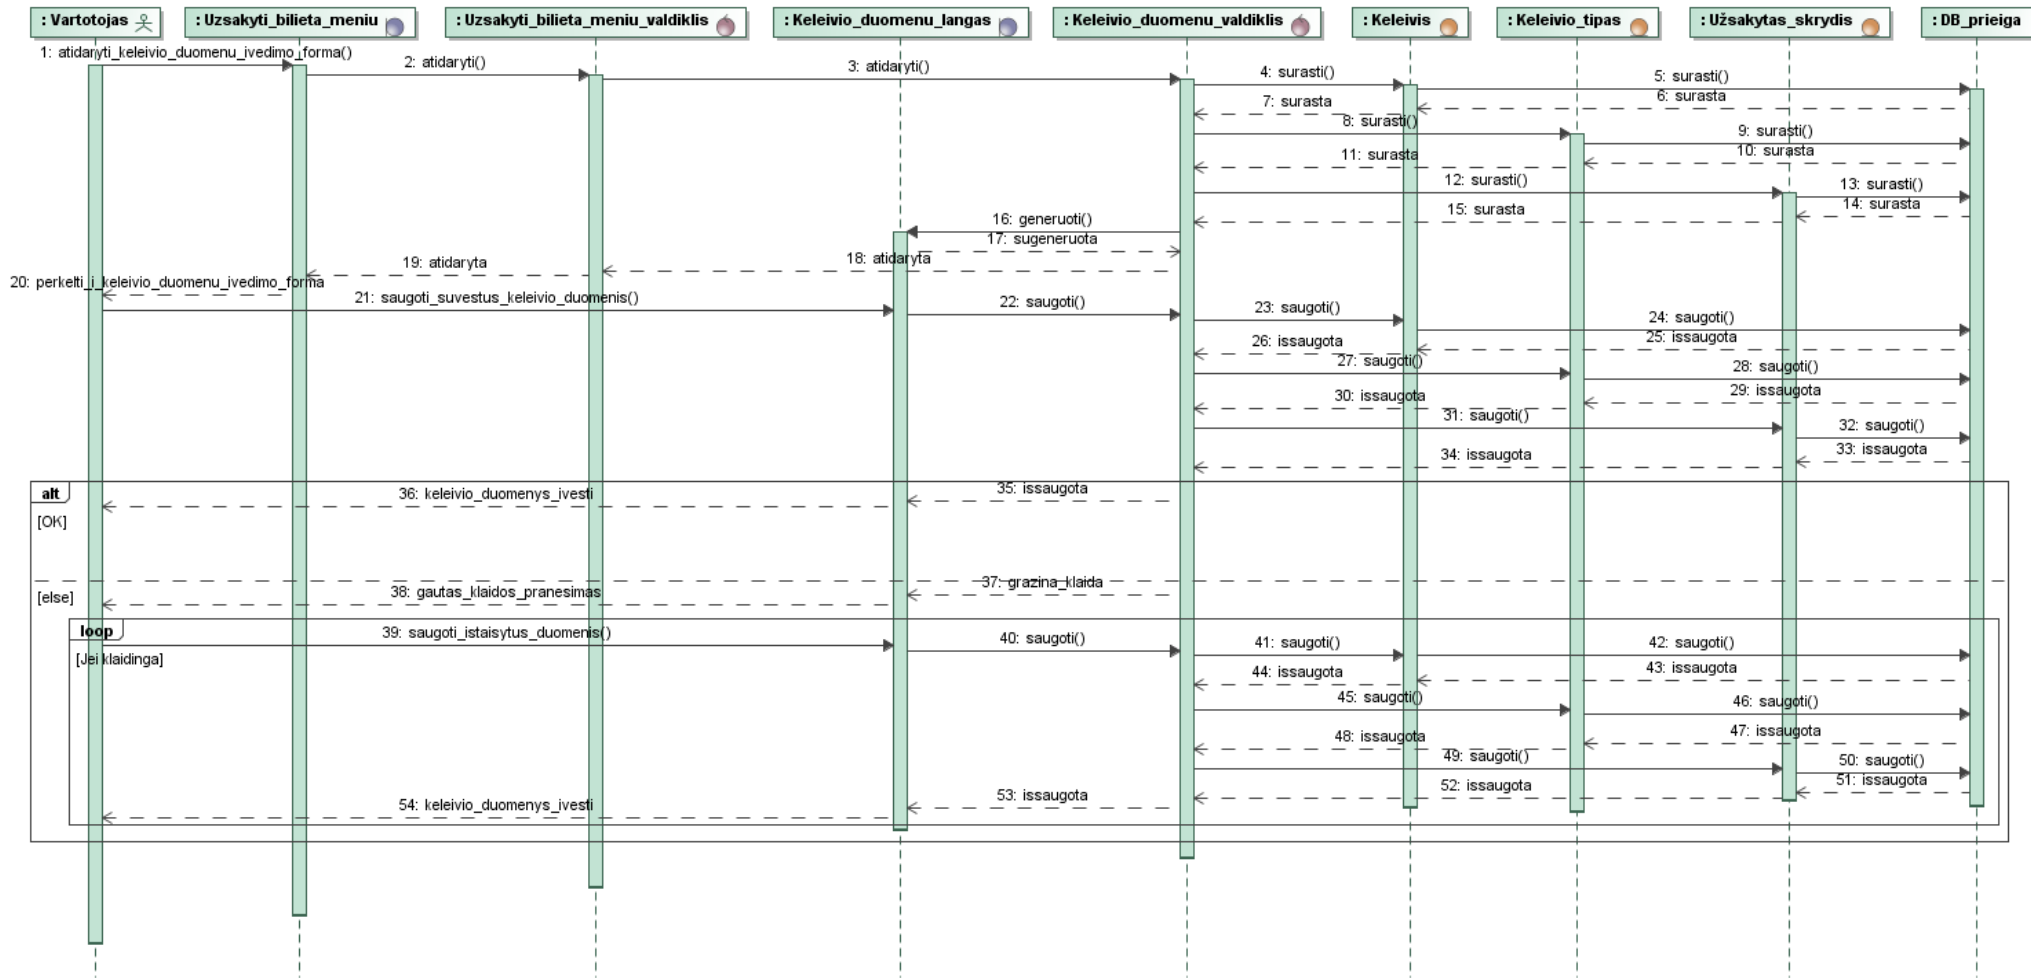 : Vartotojas
: Uzsakyti_bilieta_meniu
: Uzsakyti_bilieta_meniu_valdiklis
: Keleivio_duomenu_langas
: Keleivio_duomenu_valdiklis
: Keleivis
: Keleivio_tipas
: Užsakytas_skrydis
: DB_prieiga
1: atidaryti_keleivio_duomenu_ivedimo_forma()
2: atidaryti()
3: atidaryti()
4: surasti()
5: surasti()
6: surasta
7: surasta
8: surasti()
9: surasti()
10: surasta
11: surasta
12: surasti()
13: surasti()
14: surasta
15: surasta
16: generuoti()
17: sugeneruota
18: atidaryta
19: atidaryta
20: perkelti_i_keleivio_duomenu_ivedimo_forma
21: saugoti_suvestus_keleivio_duomenis()
22: saugoti()
23: saugoti()
24: saugoti()
25: issaugota
26: issaugota
27: saugoti()
28: saugoti()
29: issaugota
30: issaugota
31: saugoti()
32: saugoti()
33: issaugota
34: issaugota
alt
[OK]
35: issaugota
36: keleivio_duomenys_ivesti
37: grazina_klaida
[else]
38: gautas_klaidos_pranesimas
loop
[Jei klaidinga]
39: saugoti_istaisytus_duomenis()
40: saugoti()
41: saugoti()
42: saugoti()
43: issaugota
44: issaugota
45: saugoti()
46: saugoti()
47: issaugota
48: issaugota
49: saugoti()
50: saugoti()
51: issaugota
52: issaugota
53: issaugota
54: keleivio_duomenys_ivesti